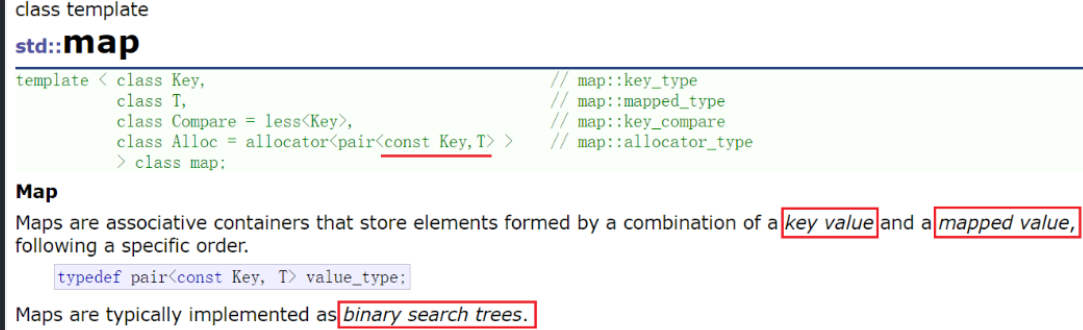 class template
std::map
template < class Key,                                     // map::key_type
           class T,                                       // map::mapped_type
           class Compare = less<Key>,                     // map::key_compare
           class Alloc = allocator<pair<const Key,T> >    // map::allocator_type
           > class map;
Map
Maps are associative containers that store elements formed by a combination of a key value and a mapped value,
following a specific order.
typedef pair<const Key, T> value_type;
Maps are typically implemented as binary search trees.